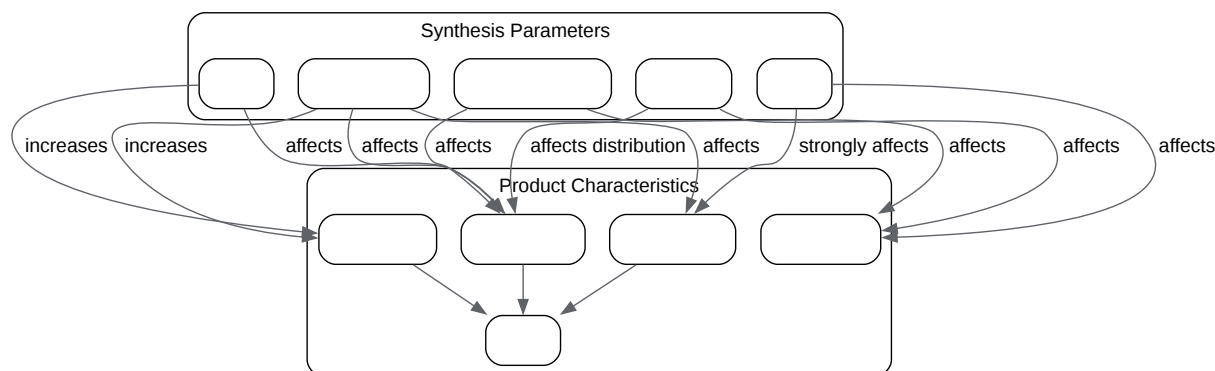 Synthesis Parameters
increases
increases
affects
affects
affects
affects distribution
affects
strongly affects
affects
affects
affects
Product Characteristics